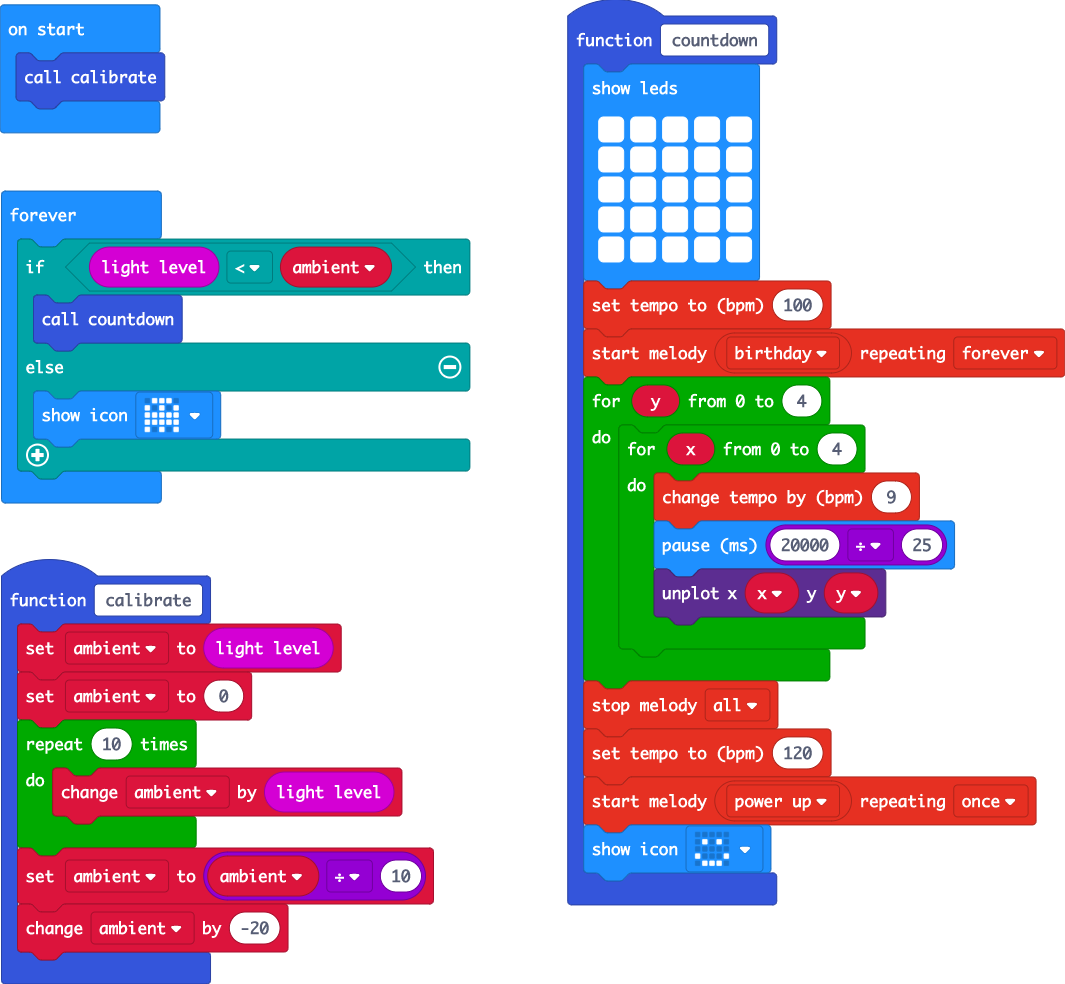 on start
call calibrate
forever
if light level < ambient then
call countdown
else
show icon
function calibrate
set ambient to light level
set ambient to 0
repeat 10 times
do change ambient by light level
set ambient to ambient ÷ 10
change ambient by -20
function countdown
show leds
set tempo to (bpm) 100
start melody birthday repeating forever
for y from 0 to 4
do for x from 0 to 4
do change tempo by (bpm) 9
pause (ms) 20000 ÷ 25
unplot x x y y
stop melody all
set tempo to (bpm) 120
start melody power up repeating once
show icon